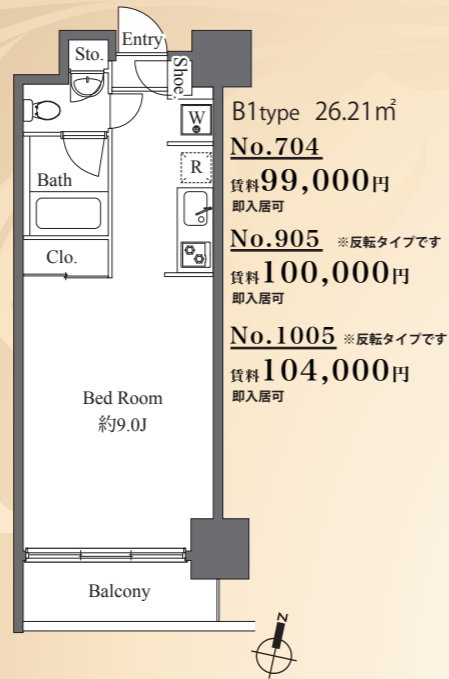 Entry
Sto.
Shoe.
W
R
Bath
Clo.
Bed Room
約9.0J
Balcony
B1type 26.21㎡
No.704
賃料99,000円
即入居可
No.905 ※反転タイプです
賃料100,000円
即入居可
No.1005 ※反転タイプです
賃料104,000円
即入居可
N